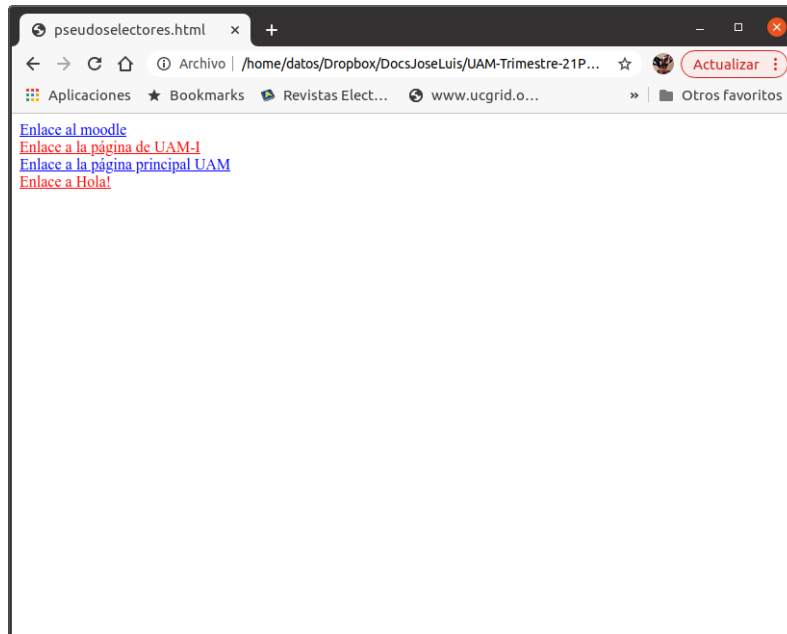 pseudoselectores.html
Archivo | /home/datos/Dropbox/DocsJoseLuis/UAM-Trimestre-21P... Actualizar
Aplicaciones Bookmarks Revistas Elect... www.ucgrid.o... » Otros favoritos
Enlace al moodle
Enlace a la página de UAM-I
Enlace a la página principal UAM
Enlace a Hola!